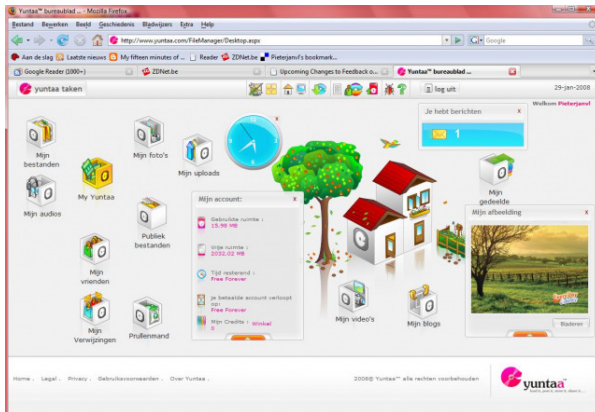 Yuntaa™ bureaublad ... - Mozilla Firefox
Bestand Bewerken Beeld Geschiedenis Bladwijzers Extra Help
http://www.yuntaa.com/FileManager/Desktop.aspx
Google
Aan de slag Laatste nieuws My fifteen minutes of ... Reader ZDNet.be Pieterjanvl's bookmark...
Google Reader (1000+) ZDNet.be Upcoming Changes to Feedback o... Yuntaa™ bureaublad ...
yuntaa taken
log uit
29-jan-2008
Welkom Pieterjanvl
Je hebt berichten x
1
Mijn bestanden
Mijn foto's
Mijn uploads
My Yuntaa
Mijn audios
Publiek bestanden
Mijn vrienden
Mijn Verwijzingen
Prullenmand
Mijn account: x
Gebruikte ruimte :
15.98 MB
Vrije ruimte :
2032.02 MB
Tijd resterend :
Free Forever
je betaalde account verloopt op:
Free Forever
Mijn Credits : Winkel
0
Mijn video's
Mijn blogs
Mijn gedeelde
Mijn afbeelding x
Bladeren
Home . Legal . Privacy . Gebruiksvoorwaarden . Over Yuntaa .
2008@ Yuntaa™ alle rechten voorbehouden
yuntaa™